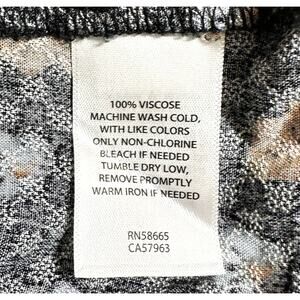 100% VISCOSE
MACHINE WASH COLD,
WITH LIKE COLORS
ONLY NON-CHLORINE
BLEACH IF NEEDED
TUMBLE DRY LOW,
REMOVE PROMPTLY
WARM IRON IF NEEDED
RN58665
CA57963